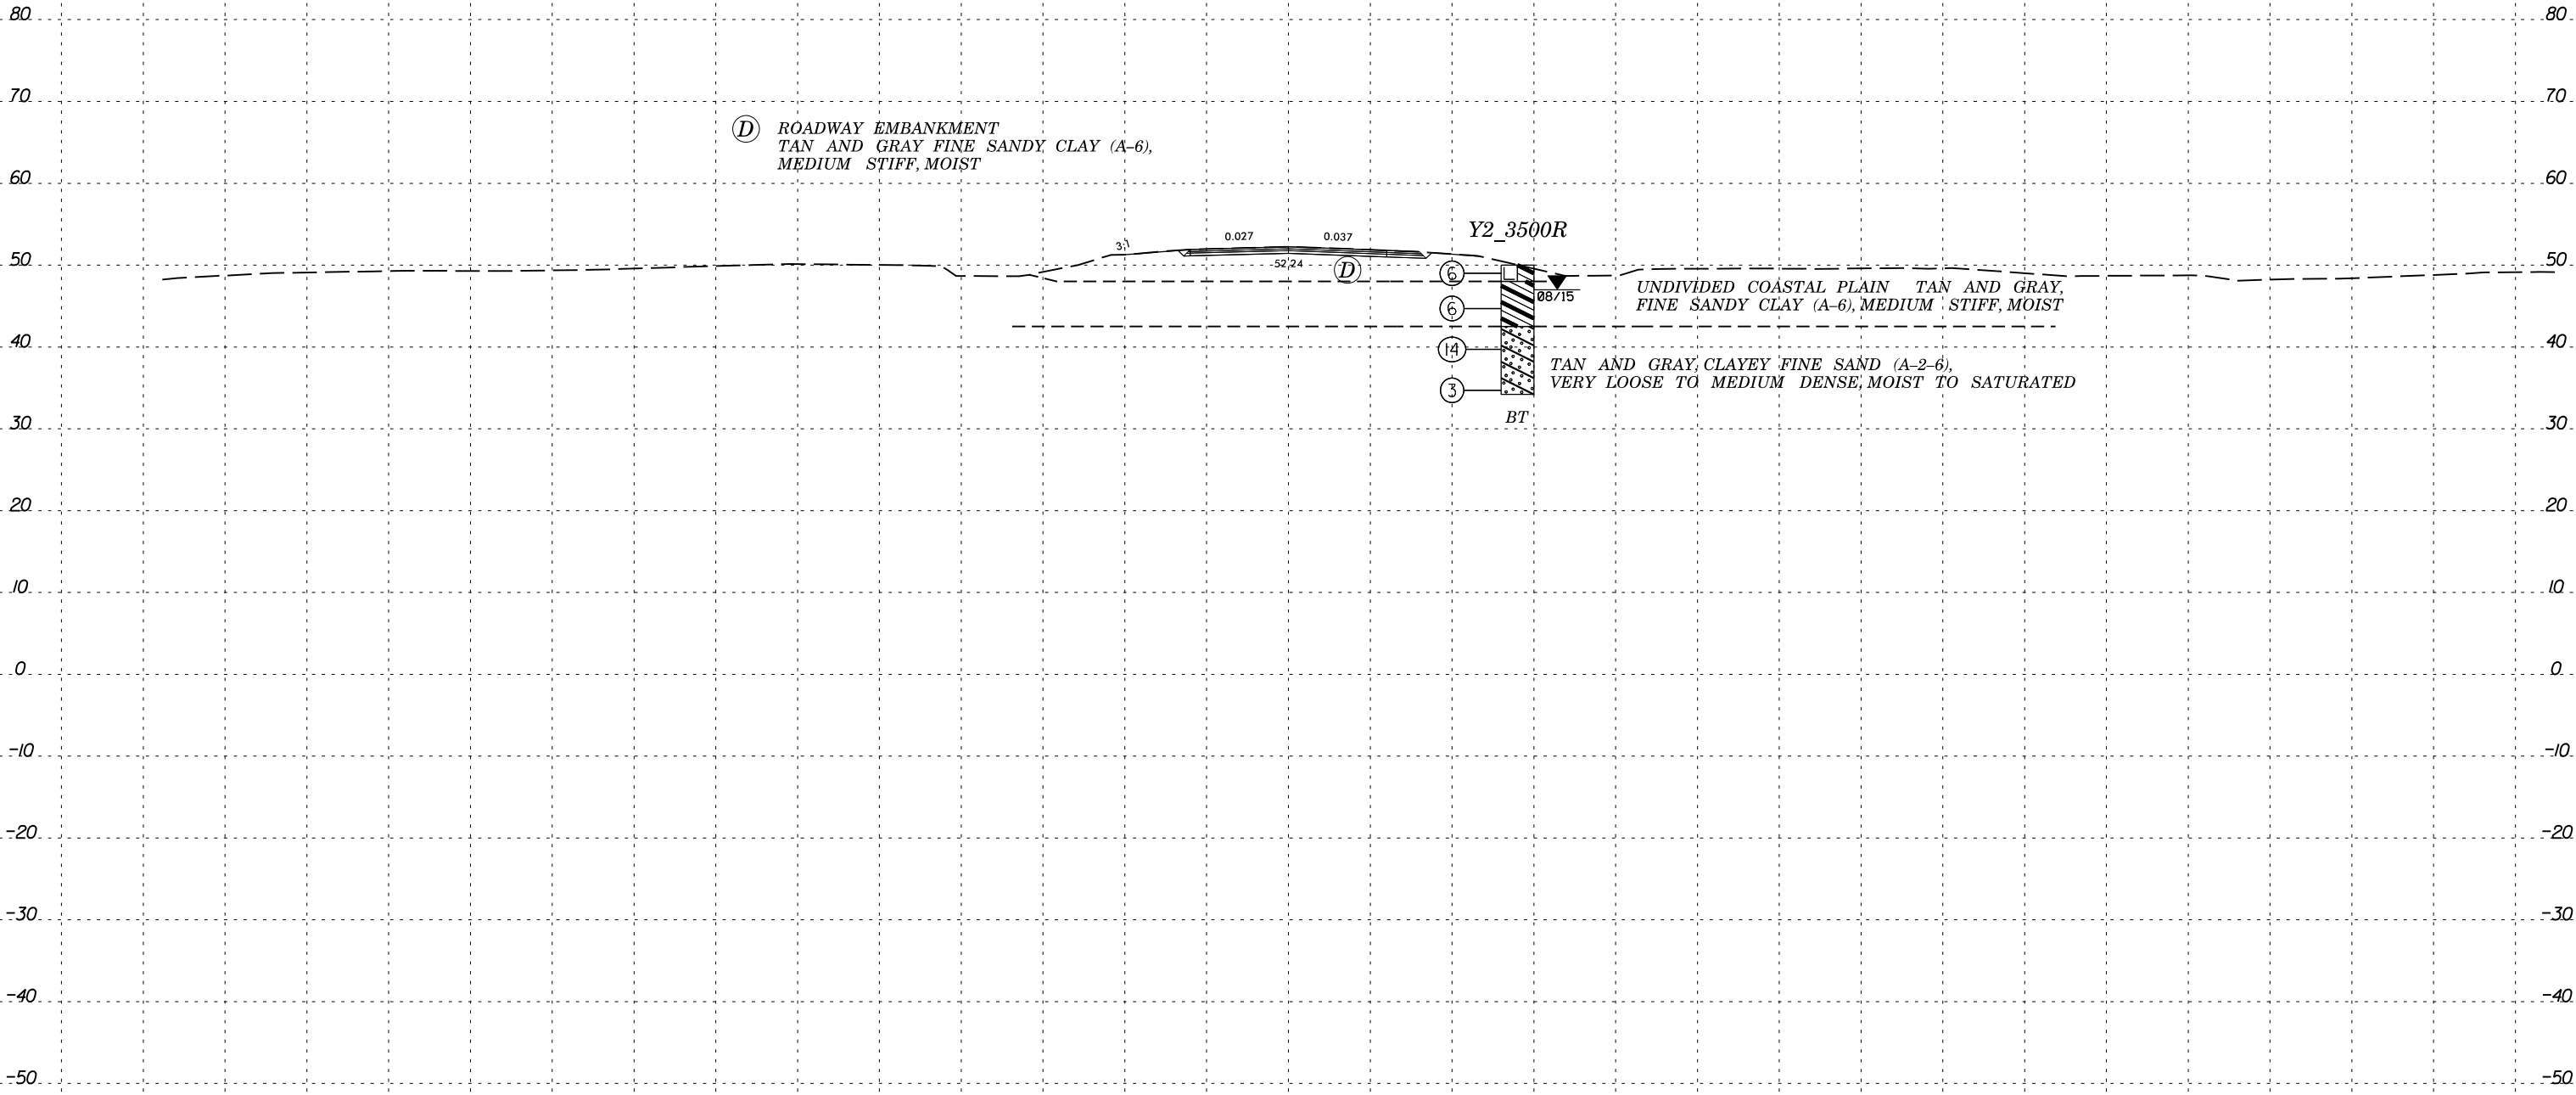 80 80
70 70
D ROADWAY EMBANKMENT
TAN AND GRAY FINE SANDY CLAY (A-6),
MEDIUM STIFF, MOIST
60 60
Y2_3500R
3:1 0.027 0.037
50 50
52.24 D 6 L
08/15
UNDIVIDED COASTAL PLAIN TAN AND GRAY,
FINE SANDY CLAY (A-6), MEDIUM STIFF, MOIST
6
40 14 40
TAN AND GRAY, CLAYEY FINE SAND (A-2-6),
VERY LOOSE TO MEDIUM DENSE, MOIST TO SATURATED
3
BT
30 30
20 20
10 10
0 0
-10 -10
-20 -20
-30 -30
-40 -40
-50 -50